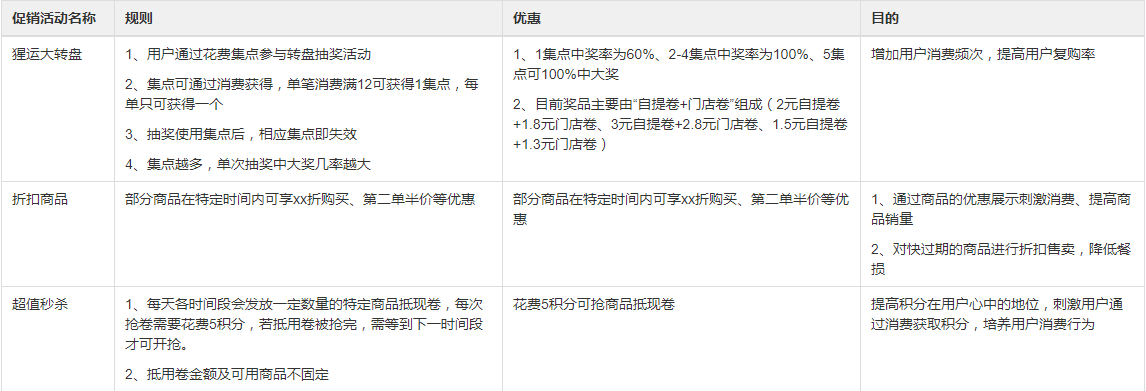 促销活动名称
规则
优惠
目的
猩运大转盘
1、用户通过花费集点参与转盘抽奖活动
2、集点可通过消费获得，单笔消费满12可获得1集点，每
单只可获得一个
3、抽奖使用集点后，相应集点即失效
4、集点越多，单次抽奖中大奖几率越大
1、1集点中奖率为60%、2-4集点中奖率为100%、5集
点可100%中大奖
2、目前奖品主要由“自提卷+门店卷”组成（2元自提卷
+1.8元门店卷、3元自提卷+2.8元门店卷、1.5元自提卷
+1.3元门店卷）
增加用户消费频次，提高用户复购率
折扣商品
部分商品在特定时间内可享xx折购买、第二单半价等优惠
部分商品在特定时间内可享xx折购买、第二单半价等优
惠
1、通过商品的优惠展示刺激消费、提高商
品销量
2、对快过期的商品进行折扣售卖，降低餐
损
超值秒杀
1、每天各时间段会发放一定数量的特定商品抵现卷，每次
抢卷需要花费5积分，若抵用卷被抢完，需等到下一时间段
才可开抢。
2、抵用卷金额及可用商品不固定
花费5积分可抢商品抵现卷
提高积分在用户心中的地位，刺激用户通
过消费获取积分，培养用户消费行为